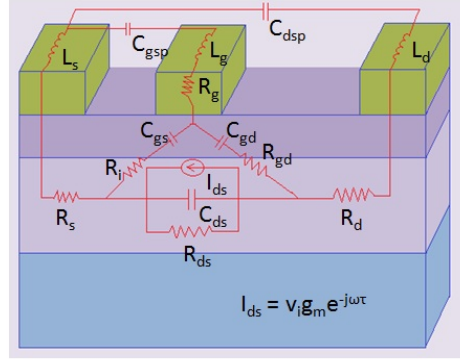 C_gsp
C_dsp
L_s
L_g
L_d
R_g
C_gs
C_gd
R_i
R_gd
I_ds
C_ds
R_s
R_d
R_ds
I_ds = v_i g_m e^{-jωτ}